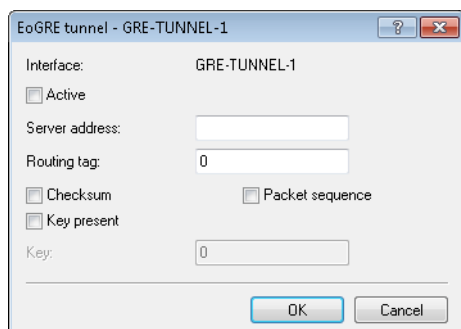 EoGRE tunnel - GRE-TUNNEL-1
?
Interface: GRE-TUNNEL-1
Active
Server address:
Routing tag: 0
Checksum Packet sequence
Key present
Key: 0
OK Cancel